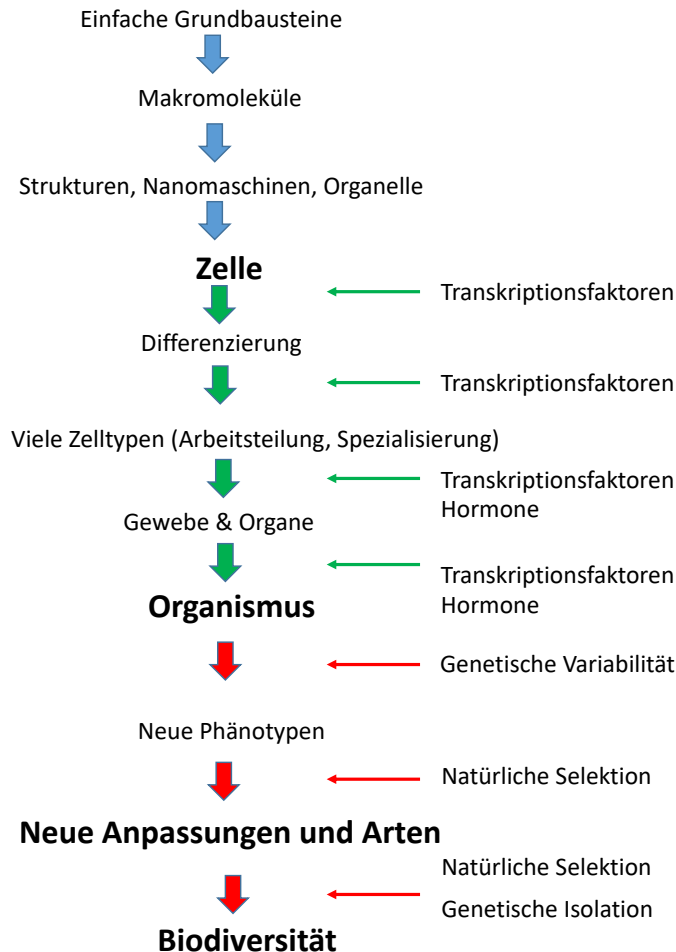 Einfache Grundbausteine
Makromoleküle
Strukturen, Nanomaschinen, Organelle
Zelle
Transkriptionsfaktoren
Differenzierung
Transkriptionsfaktoren
Viele Zelltypen (Arbeitsteilung, Spezialisierung)
Transkriptionsfaktoren
Hormone
Gewebe & Organe
Transkriptionsfaktoren
Hormone
Organismus
Genetische Variabilität
Neue Phänotypen
Natürliche Selektion
Neue Anpassungen und Arten
Natürliche Selektion
Genetische Isolation
Biodiversität